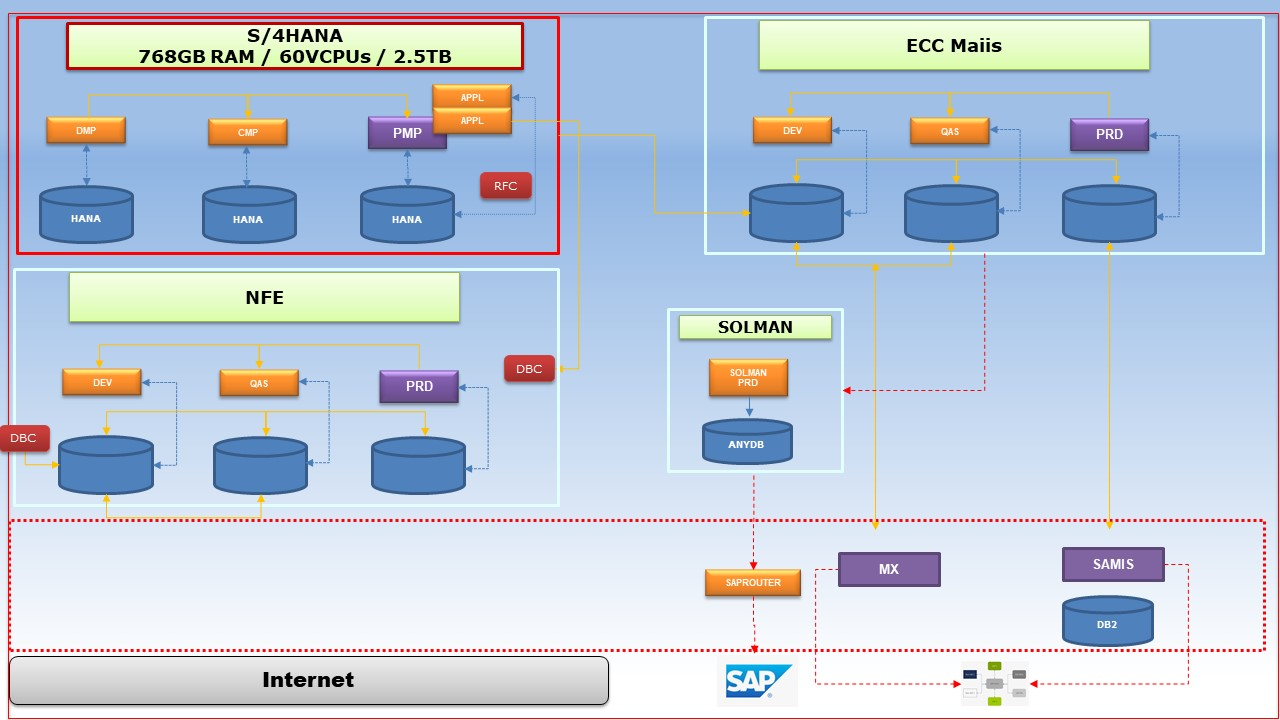 S/4HANA
768GB RAM / 60VCPUs / 2.5TB
APPL
APPL
DMP
CMP
PMP
RFC
HANA
HANA
HANA
ECC Maiis
DEV
QAS
PRD
NFE
DEV
QAS
PRD
DBC
DBC
SOLMAN
SOLMAN
PRD
ANYDB
SAPROUTER
MX
SAMIS
DB2
Internet
SAP